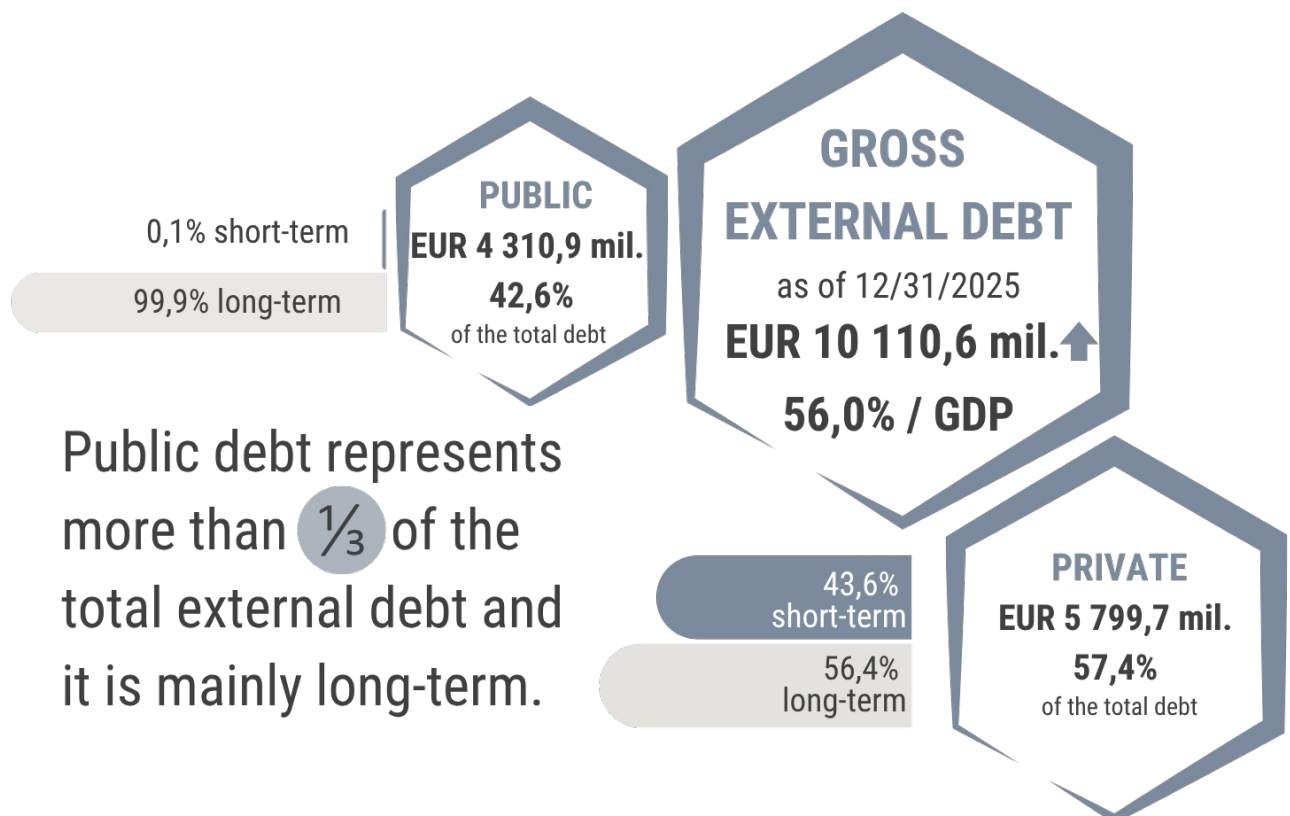 GROSS
EXTERNAL DEBT
as of 12/31/2025
EUR 10 110,6 mil.
56,0% / GDP
PUBLIC
EUR 4 310,9 mil.
42,6%
of the total debt
0,1% short-term
99,9% long-term
Public debt represents
more than ⅓ of the
total external debt and
it is mainly long-term.
PRIVATE
EUR 5 799,7 mil.
57,4%
of the total debt
43,6%
short-term
56,4%
long-term